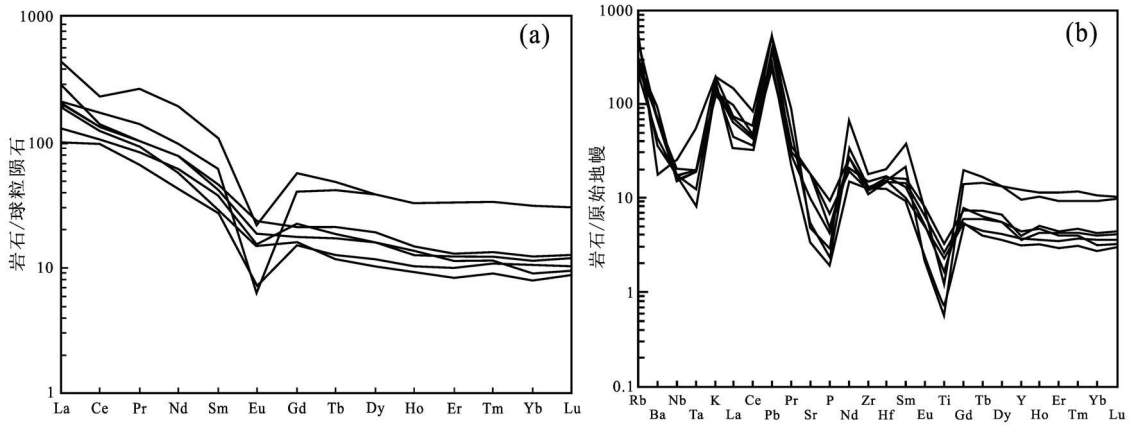 (a)
岩石/球粒陨石
1000
100
10
1
La Ce Pr Nd Sm Eu Gd Tb Dy Ho Er Tm Yb Lu
(b)
岩石/原始地幔
1000
100
10
1
0.1
Rb Nb K Ce Pr P Zr Sm Ti Tb Y Er Yb
Ba Ta La Pb Sr Nd Hf Eu Gd Dy Ho Tm Lu